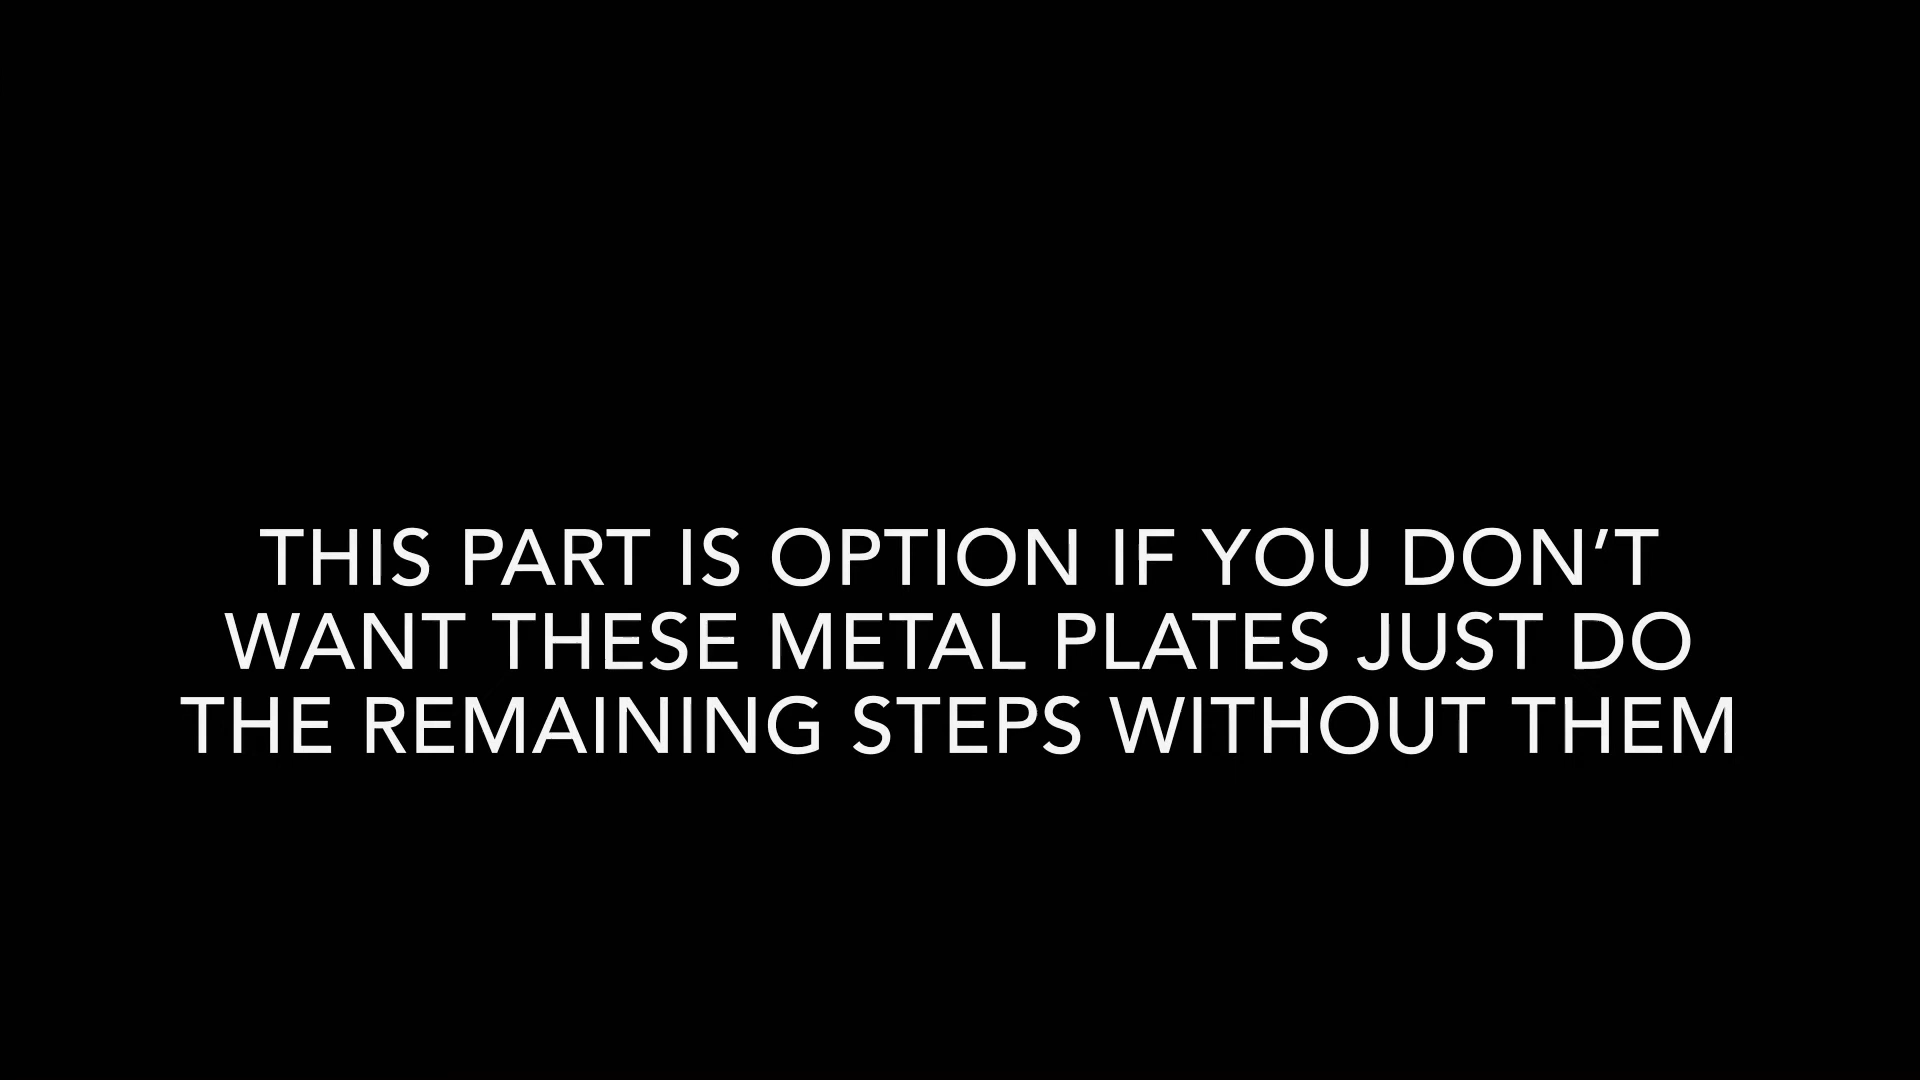 THIS PART IS OPTION IF YOU DON’T
WANT THESE METAL PLATES JUST DO
THE REMAINING STEPS WITHOUT THEM